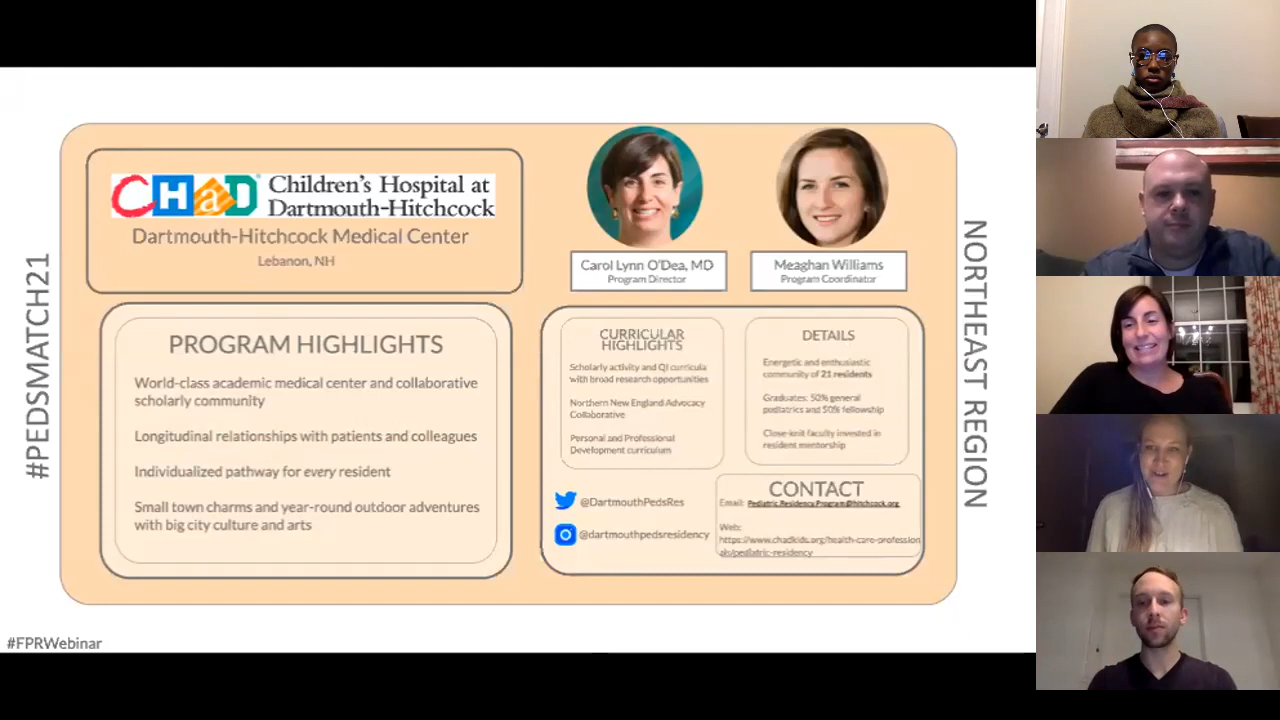 #PEDSMATCH21
CHaD® Children's Hospital at
Dartmouth-Hitchcock
Dartmouth-Hitchcock Medical Center
Lebanon, NH
PROGRAM HIGHLIGHTS
World-class academic medical center and collaborative
scholarly community
Longitudinal relationships with patients and colleagues
Individualized pathway for every resident
Small town charms and year-round outdoor adventures
with big city culture and arts
Carol Lynn O'Dea, MD
Program Director
Meaghan Williams
Program Coordinator
CURRICULAR
HIGHLIGHTS
Scholarly activity and QI curricula
with broad research opportunities
Northern New England Advocacy
Collaborative
Personal and Professional
Development curriculum
DETAILS
Energetic and enthusiastic
community of 21 residents
Graduates: 50% general
pediatrics and 50% fellowship
Close-knit faculty invested in
resident mentorship
@DartmouthPedsRes
@dartmouthpedsresidency
CONTACT
Email: Pediatric.Residency.Program@hitchcock.org
Web:
https://www.chadkids.org/health-care-profession
als/pediatric-residency
NORTHEAST REGION
#FPRWebinar